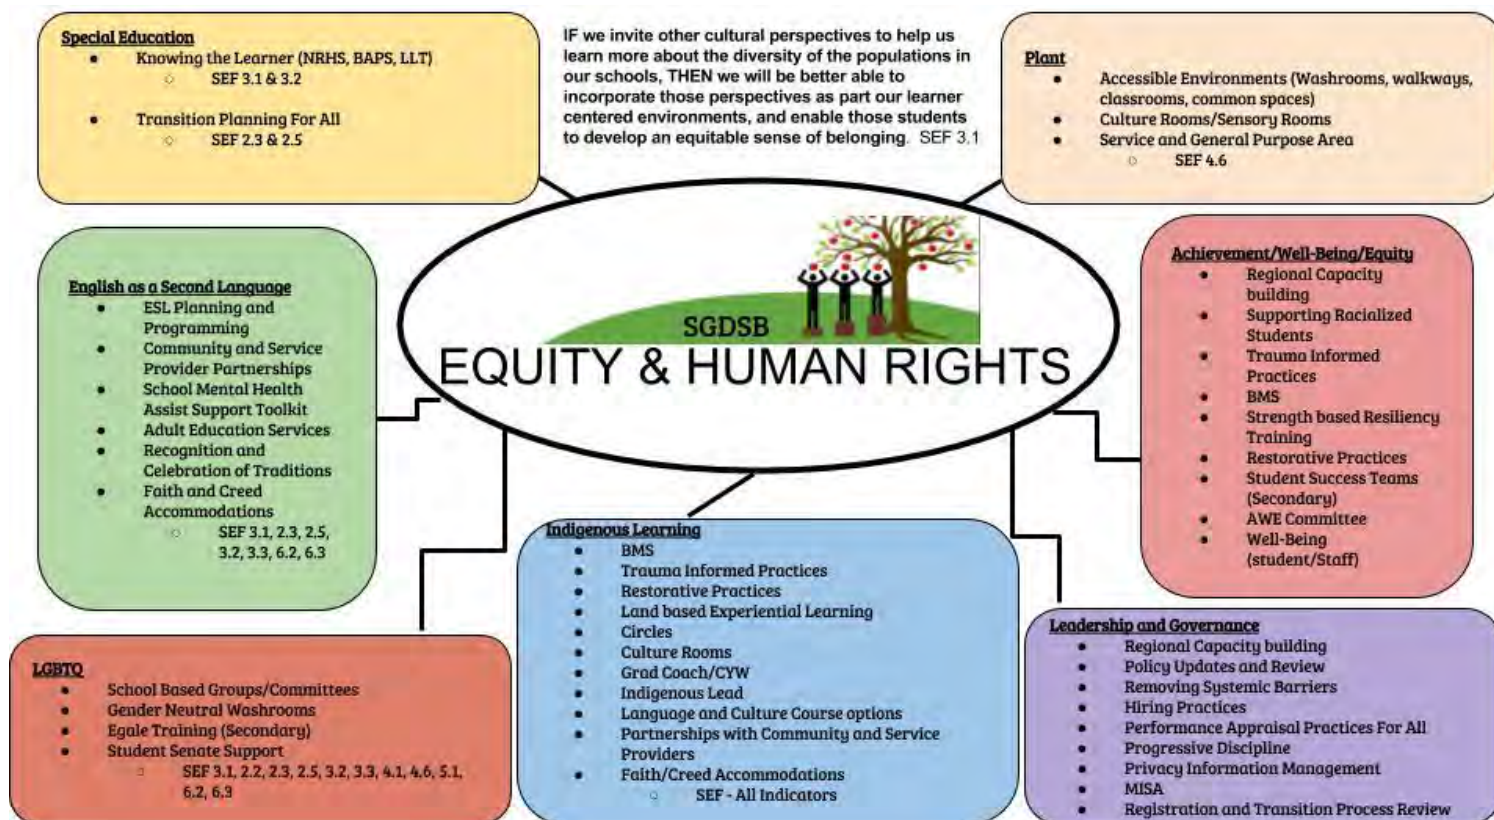 Special Education
● Knowing the Learner (NRHS, BAPS, LLT)
○ SEF 3.1 & 3.2
● Transition Planning For All
○ SEF 2.3 & 2.5
IF we invite other cultural perspectives to help us
learn more about the diversity of the populations in
our schools, THEN we will be better able to
incorporate those perspectives as part our learner
centered environments, and enable those students
to develop an equitable sense of belonging. SEF 3.1
Plant
● Accessible Environments (Washrooms, walkways,
classrooms, common spaces)
● Culture Rooms/Sensory Rooms
● Service and General Purpose Area
○ SEF 4.6
English as a Second Language
● ESL Planning and
Programming
● Community and Service
Provider Partnerships
● School Mental Health
Assist Support Toolkit
● Adult Education Services
● Recognition and
Celebration of Traditions
● Faith and Creed
Accommodations
○ SEF 3.1, 2.3, 2.5,
3.2, 3.3, 6.2, 6.3
SGDSB
EQUITY & HUMAN RIGHTS
Achievement/Well-Being/Equity
● Regional Capacity
building
● Supporting Racialized
Students
● Trauma Informed
Practices
● BMS
● Strength based Resiliency
Training
● Restorative Practices
● Student Success Teams
(Secondary)
● AWE Committee
● Well-Being
(student/Staff)
LGBTQ
● School Based Groups/Committees
● Gender Neutral Washrooms
● Egale Training (Secondary)
● Student Senate Support
○ SEF 3.1, 2.2, 2.3, 2.5, 3.2, 3.3, 4.1, 4.6, 5.1,
6.2, 6.3
Indigenous Learning
● BMS
● Trauma Informed Practices
● Restorative Practices
● Land based Experiential Learning
● Circles
● Culture Rooms
● Grad Coach/CYW
● Indigenous Lead
● Language and Culture Course options
● Partnerships with Community and Service
Providers
● Faith/Creed Accommodations
○ SEF - All Indicators
Leadership and Governance
● Regional Capacity building
● Policy Updates and Review
● Removing Systemic Barriers
● Hiring Practices
● Performance Appraisal Practices For All
● Progressive Discipline
● Privacy Information Management
● MISA
● Registration and Transition Process Review